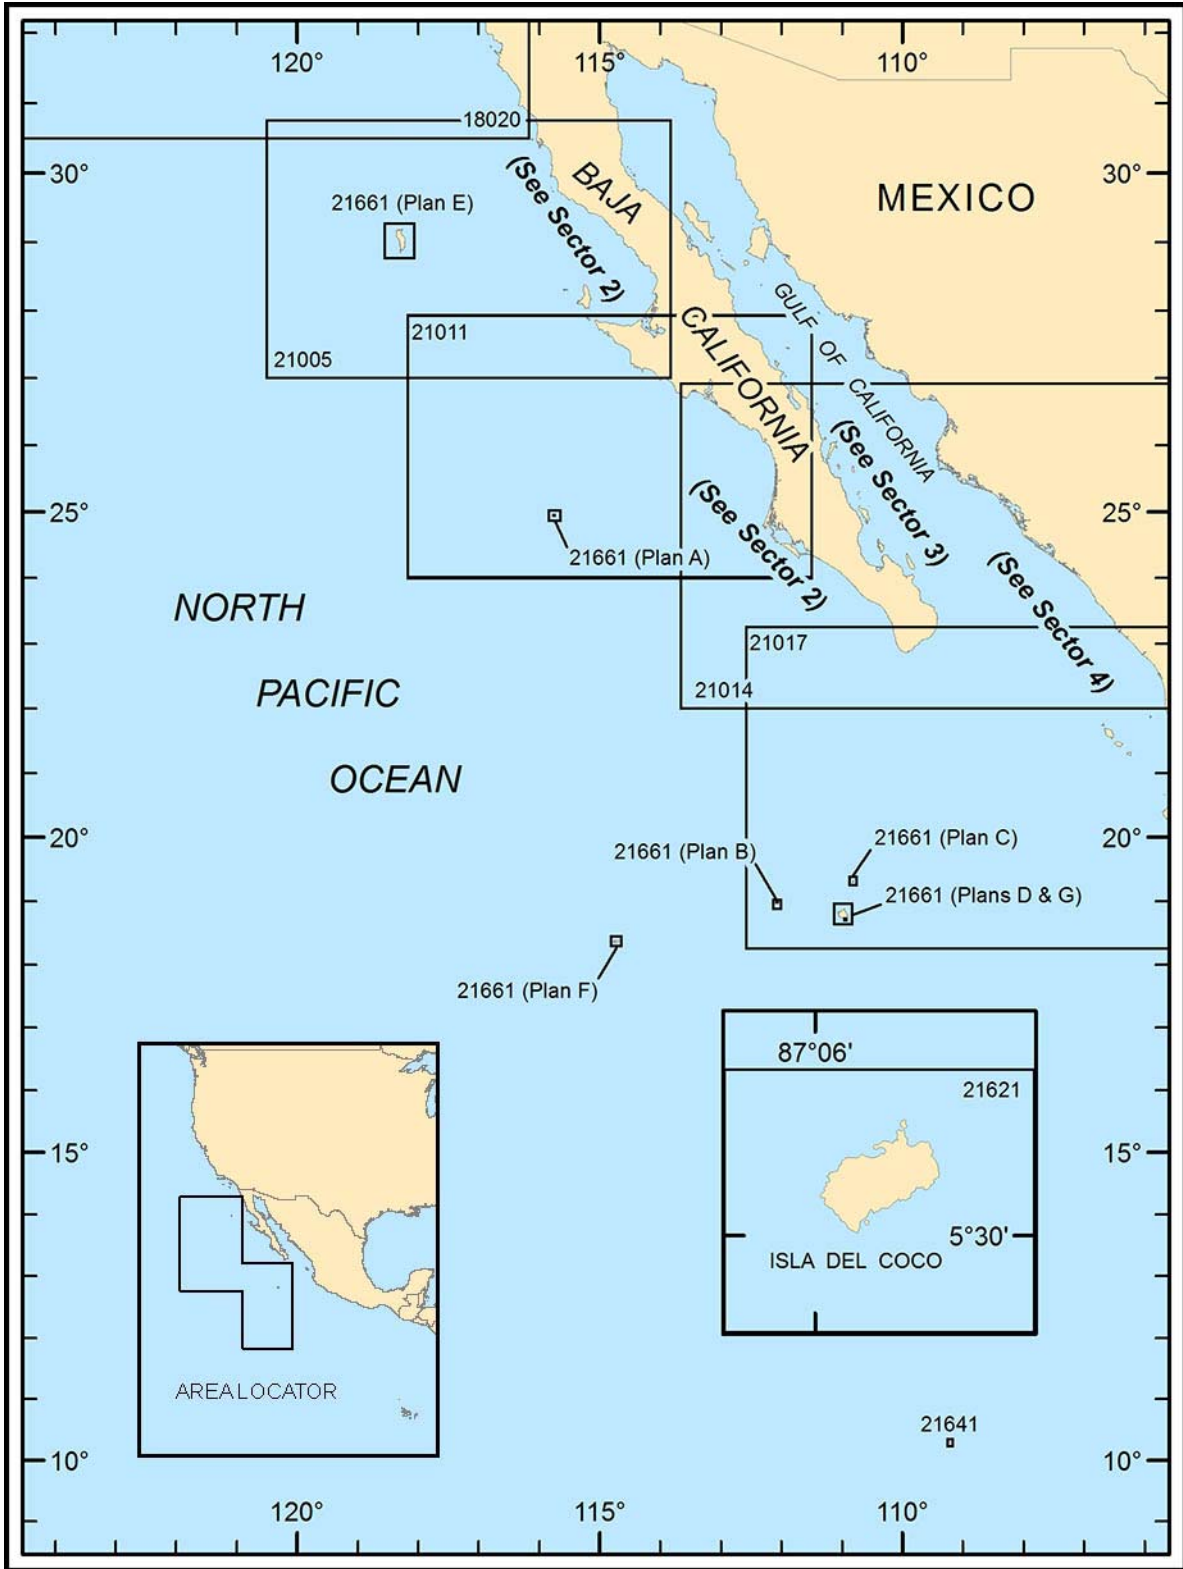 120° 115° 110°
18020
30° 30°
(See Sector 2)
BAJA
MEXICO
21661 (Plan E)
GULF OF CALIFORNIA
CALIFORNIA
21011
21005
(See Sector 3)
(See Sector 2)
25° 25°
21661 (Plan A)
(See Sector 4)
NORTH
PACIFIC
OCEAN
21017
21014
20° 20°
21661 (Plan B)
21661 (Plan C)
21661 (Plans D & G)
21661 (Plan F)
87°06'
21621
15° 15°
5°30'
ISLA DEL COCO
AREA LOCATOR
21641
10° 10°
120° 115° 110°